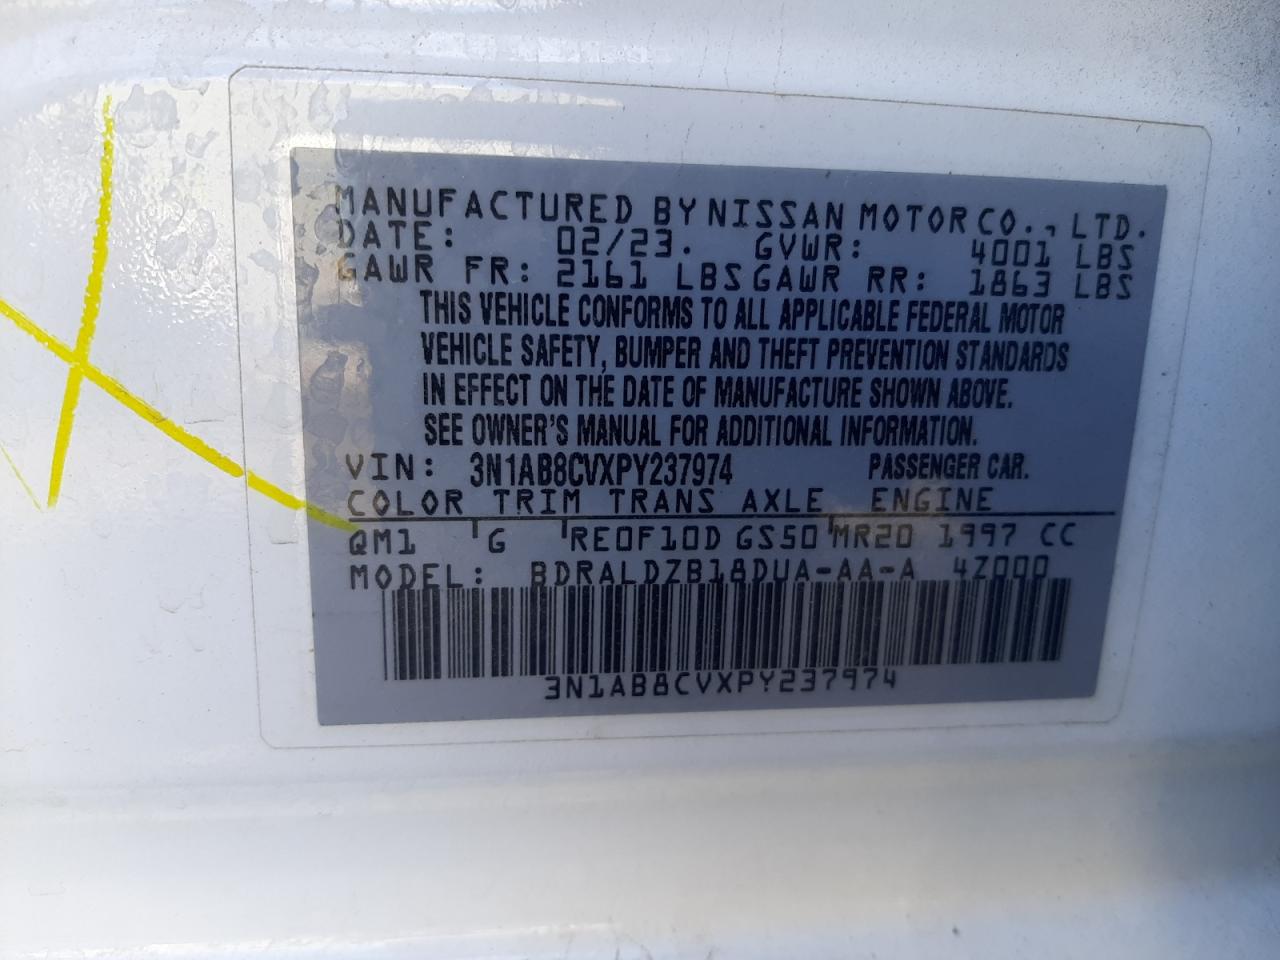 MANUFACTURED BY NISSAN MOTOR CO., LTD.
DATE: 02/23. GVWR: 4001 LBS
GAWR FR: 2161 LBS GAWR RR: 1863 LBS
THIS VEHICLE CONFORMS TO ALL APPLICABLE FEDERAL MOTOR
VEHICLE SAFETY, BUMPER AND THEFT PREVENTION STANDARDS
IN EFFECT ON THE DATE OF MANUFACTURE SHOWN ABOVE.
SEE OWNER'S MANUAL FOR ADDITIONAL INFORMATION.
VIN: 3N1AB8CVXPY237974 PASSENGER CAR.
COLOR TRIM TRANS AXLE ENGINE
QM1 G RE0F10D GS50 MR20 1997 CC
MODEL: BDRALDZB18DUA-AA-A 4Z000
3N1AB8CVXPY237974